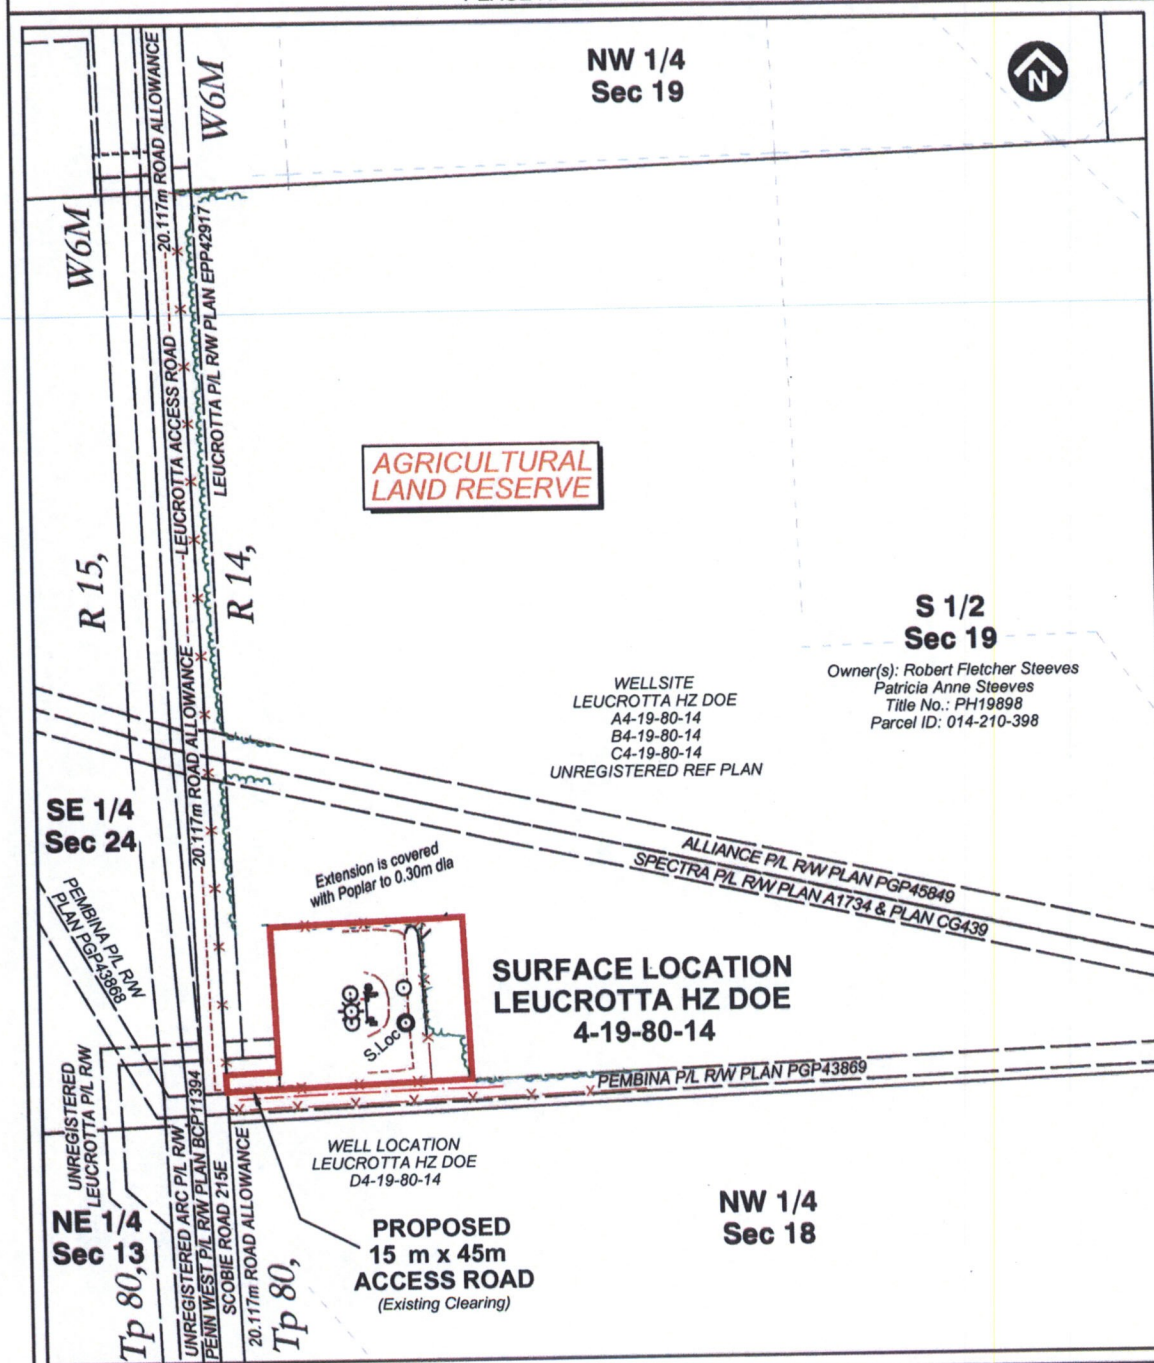 NW 1/4
Sec 19
N
W6M
W6M
20.117m ROAD ALLOWANCE
LEUCROTTA ACCESS ROAD
LEUCROTTA P/L R/W PLAN EPP42917
AGRICULTURAL
LAND RESERVE
R 15,
R 14,
S 1/2
Sec 19
Owner(s): Robert Fletcher Steeves
Patricia Anne Steeves
Title No.: PH19898
Parcel ID: 014-210-398
WELLSITE
LEUCROTTA HZ DOE
A4-19-80-14
B4-19-80-14
C4-19-80-14
UNREGISTERED REF PLAN
20.117m ROAD ALLOWANCE
SE 1/4
Sec 24
ALLIANCE P/L R/W PLAN PGP45849
SPECTRA P/L R/W PLAN A1734 & PLAN CG439
Extension is covered
with Poplar to 0.30m dia
PEMBINA P/L R/W
PLAN PGP43868
SURFACE LOCATION
LEUCROTTA HZ DOE
4-19-80-14
S.Loc
PEMBINA P/L R/W PLAN PGP43869
UNREGISTERED
LEUCROTTA P/L R/W
WELL LOCATION
LEUCROTTA HZ DOE
D4-19-80-14
NE 1/4
Sec 13
UNREGISTERED ARC P/L R/W
PENN WEST P/L R/W PLAN BCP11394
SCOBIE ROAD 215E
20.117m ROAD ALLOWANCE
NW 1/4
Sec 18
PROPOSED
15 m x 45m
ACCESS ROAD
(Existing Clearing)
Tp 80,
Tp 80,